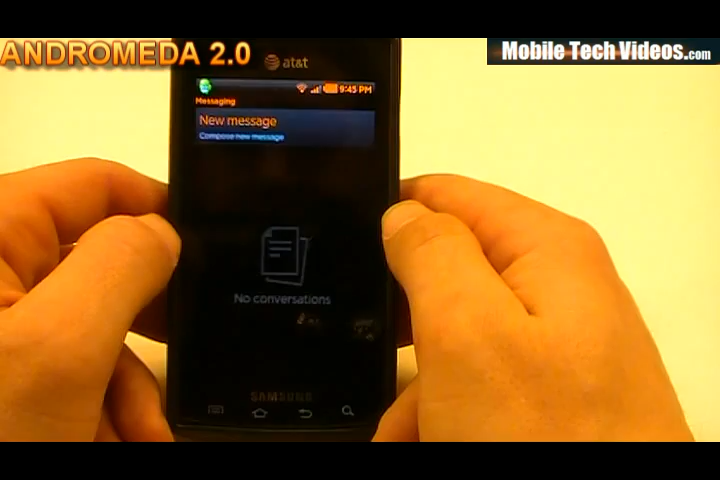 ANDROMEDA 2.0
Mobile Tech Videos.com
at&t
9:45 PM
Messaging
New message
Compose new message
No conversations
SAMSUNG